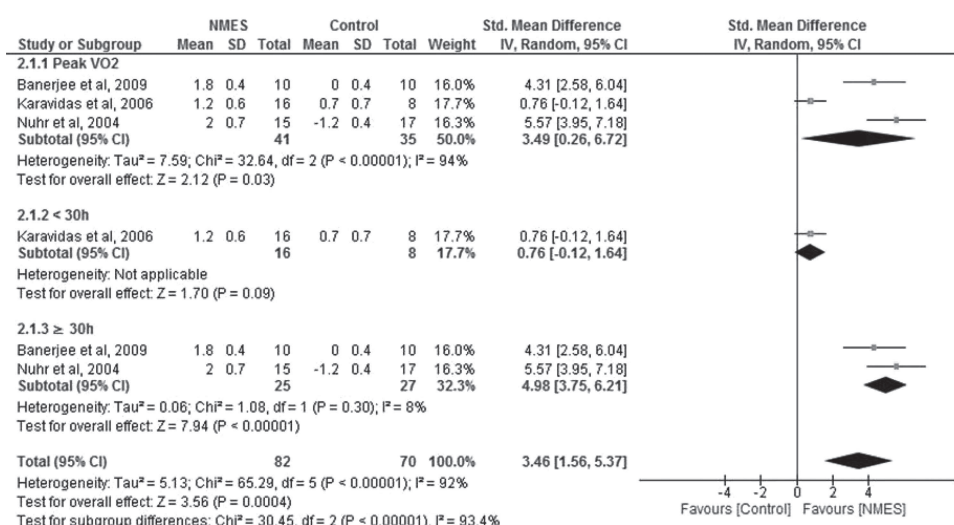 NMES Control Std. Mean Difference Std. Mean Difference
Study or Subgroup Mean SD Total Mean SD Total Weight IV, Random, 95% CI IV, Random, 95% CI
2.1.1 Peak VO2
Banerjee et al, 2009 1.8 0.4 10 0 0.4 10 16.0% 4.31 [2.58, 6.04]
Karavidas et al, 2006 1.2 0.6 16 0.7 0.7 8 17.7% 0.76 [-0.12, 1.64]
Nuhr et al, 2004 2 0.7 15 -1.2 0.4 17 16.3% 5.57 [3.95, 7.18]
Subtotal (95% CI) 41 35 50.0% 3.49 [0.26, 6.72]
Heterogeneity: Tau² = 7.59; Chi² = 32.64, df = 2 (P < 0.00001); I² = 94%
Test for overall effect: Z = 2.12 (P = 0.03)
2.1.2 < 30h
Karavidas et al, 2006 1.2 0.6 16 0.7 0.7 8 17.7% 0.76 [-0.12, 1.64]
Subtotal (95% CI) 16 8 17.7% 0.76 [-0.12, 1.64]
Heterogeneity: Not applicable
Test for overall effect: Z = 1.70 (P = 0.09)
2.1.3 ≥ 30h
Banerjee et al, 2009 1.8 0.4 10 0 0.4 10 16.0% 4.31 [2.58, 6.04]
Nuhr et al, 2004 2 0.7 15 -1.2 0.4 17 16.3% 5.57 [3.95, 7.18]
Subtotal (95% CI) 25 27 32.3% 4.98 [3.75, 6.21]
Heterogeneity: Tau² = 0.06; Chi² = 1.08, df = 1 (P = 0.30); I² = 8%
Test for overall effect: Z = 7.94 (P < 0.00001)
Total (95% CI) 82 70 100.0% 3.46 [1.56, 5.37]
Heterogeneity: Tau² = 5.13; Chi² = 65.29, df = 5 (P < 0.00001); I² = 92%
Test for overall effect: Z = 3.56 (P = 0.0004)
Test for subgroup differences: Chi² = 30.45, df = 2 (P < 0.00001), I² = 93.4%
-4 -2 0 2 4
Favours [Control] Favours [NMES]